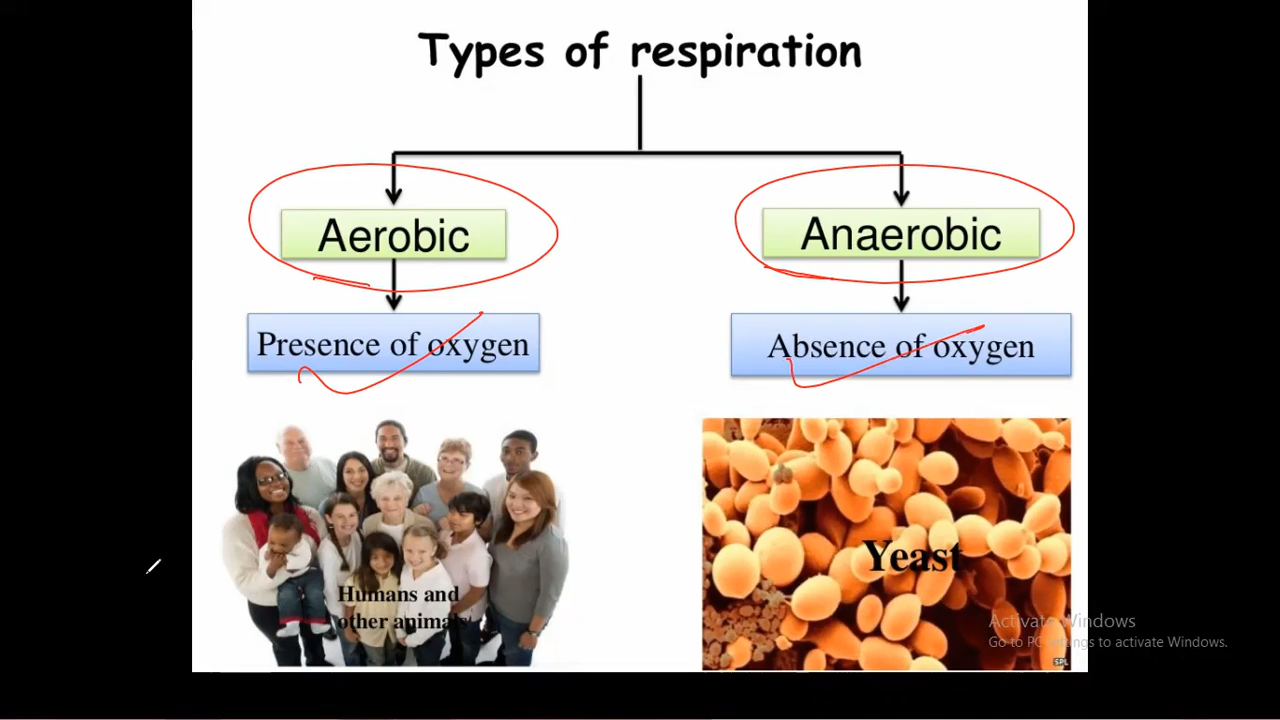 Types of respiration
Aerobic
Anaerobic
Presence of oxygen
Absence of oxygen
Humans and
other animals
Yeast
Activate Windows
Go to PC settings to activate Windows.
SPL